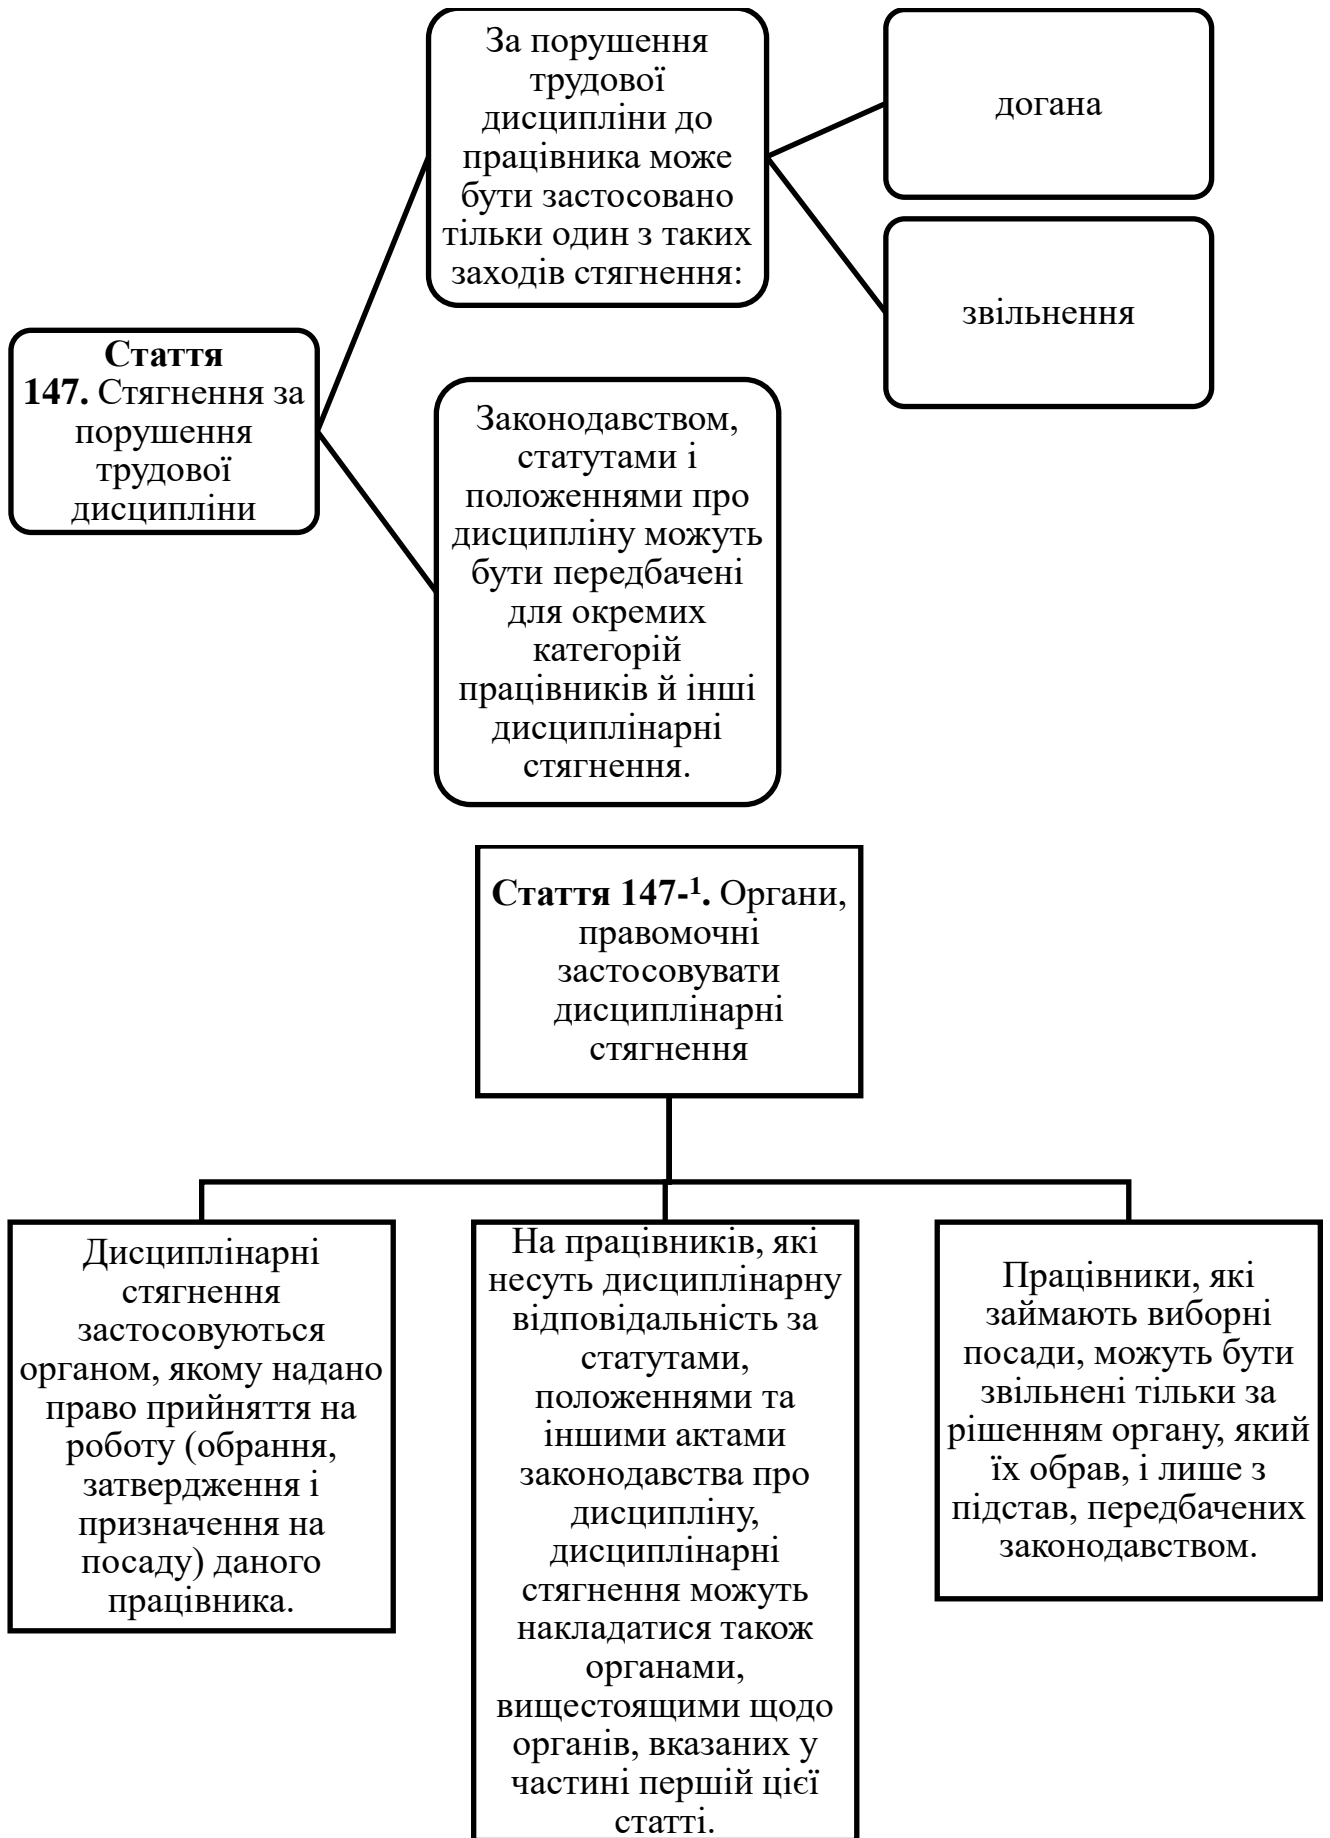 За порушення
трудової
дисципліни до
працівника може
бути застосовано
тільки один з таких
заходів стягнення:
догана
звільнення
Стаття
147. Стягнення за
порушення
трудової
дисципліни
Законодавством,
статутами і
положеннями про
дисципліну можуть
бути передбачені
для окремих
категорій
працівників й інші
дисциплінарні
стягнення.
Стаття 147-¹. Органи,
правомочні
застосовувати
дисциплінарні
стягнення
Дисциплінарні
стягнення
застосовуються
органом, якому надано
право прийняття на
роботу (обрання,
затвердження і
призначення на
посаду) даного
працівника.
На працівників, які
несуть дисциплінарну
відповідальність за
статутами,
положеннями та
іншими актами
законодавства про
дисципліну,
дисциплінарні
стягнення можуть
накладатися також
органами,
вищестоящими щодо
органів, вказаних у
частині першій цієї
статті.
Працівники, які
займають виборні
посади, можуть бути
звільнені тільки за
рішенням органу, який
їх обрав, і лише з
підстав, передбачених
законодавством.